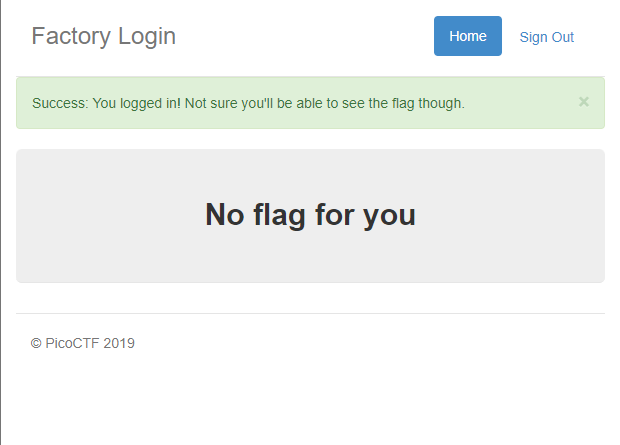 Factory Login
Home
Sign Out
Success: You logged in! Not sure you'll be able to see the flag though.
×
No flag for you
© PicoCTF 2019